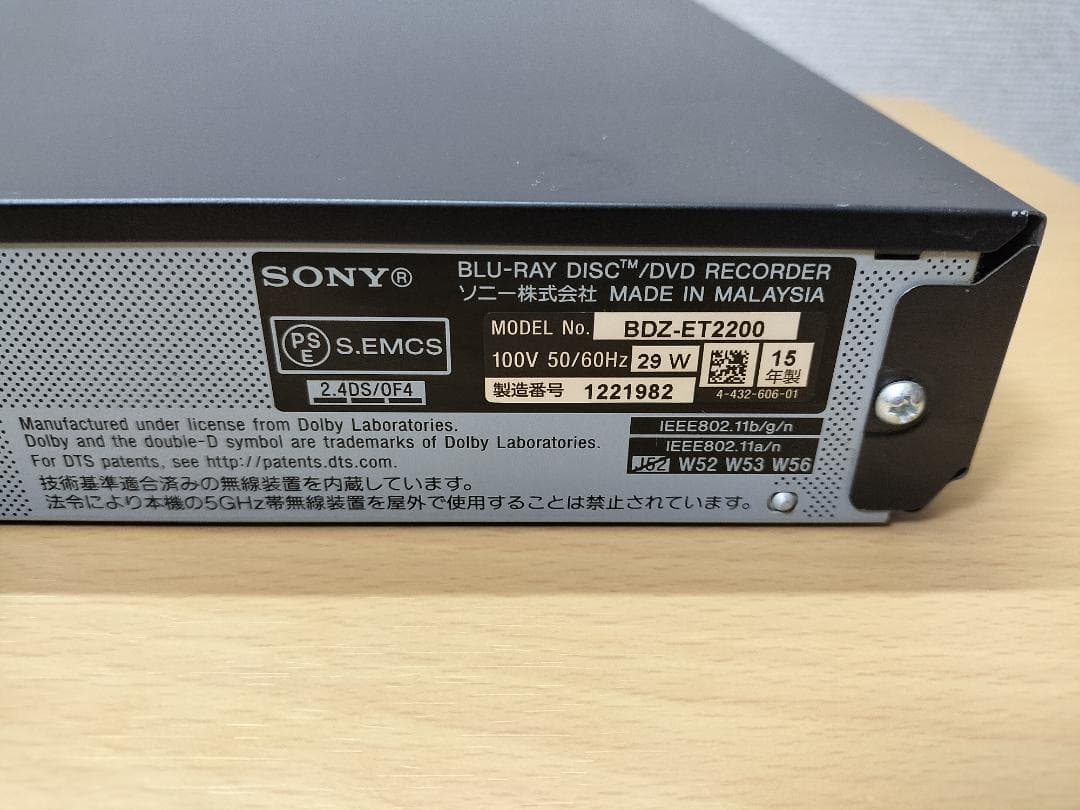 SONY®
BLU-RAY DISC™/DVD RECORDER
ソニー株式会社 MADE IN MALAYSIA
PS
E
S.EMCS
2.4DS/OF4
MODEL No. BDZ-ET2200
100V 50/60Hz 29 W
製造番号 1221982
15
年製
4-432-606-01
Manufactured under license from Dolby Laboratories.
Dolby and the double-D symbol are trademarks of Dolby Laboratories.
For DTS patents, see http://patents.dts.com.
IEEE802.11b/g/n
IEEE802.11a/n
J52 W52 W53 W56
技術基準適合済みの無線装置を内蔵しています。
法令により本機の5GHz帯無線装置を屋外で使用することは禁止されています。